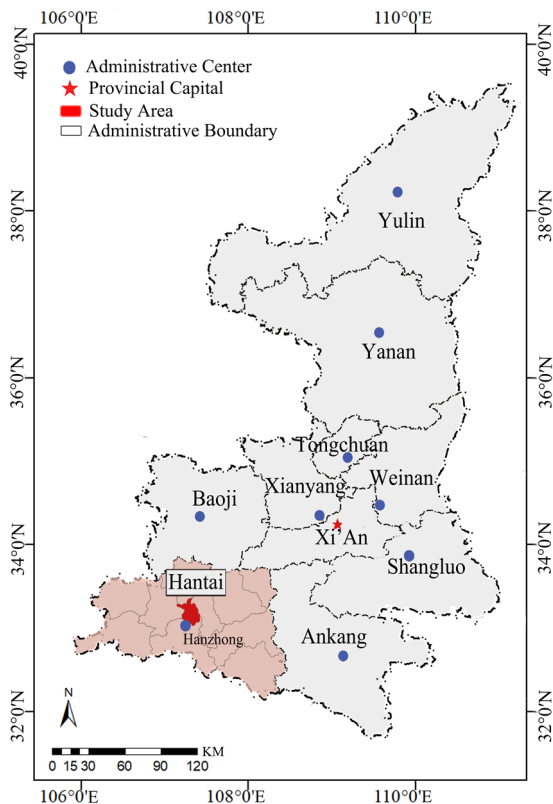 106°0'E 108°0'E 110°0'E
40°0'N
38°0'N
36°0'N
34°0'N
32°0'N
Administrative Center
Provincial Capital
Study Area
Administrative Boundary
Yulin
Yanan
Tongchuan
Xianyang
Weinan
Baoji
Xi'An
Shangluo
Hantai
Hanzhong
Ankang
N
KM
0 15 30 60 90 120
40°0'N
38°0'N
36°0'N
34°0'N
32°0'N
106°0'E 108°0'E 110°0'E